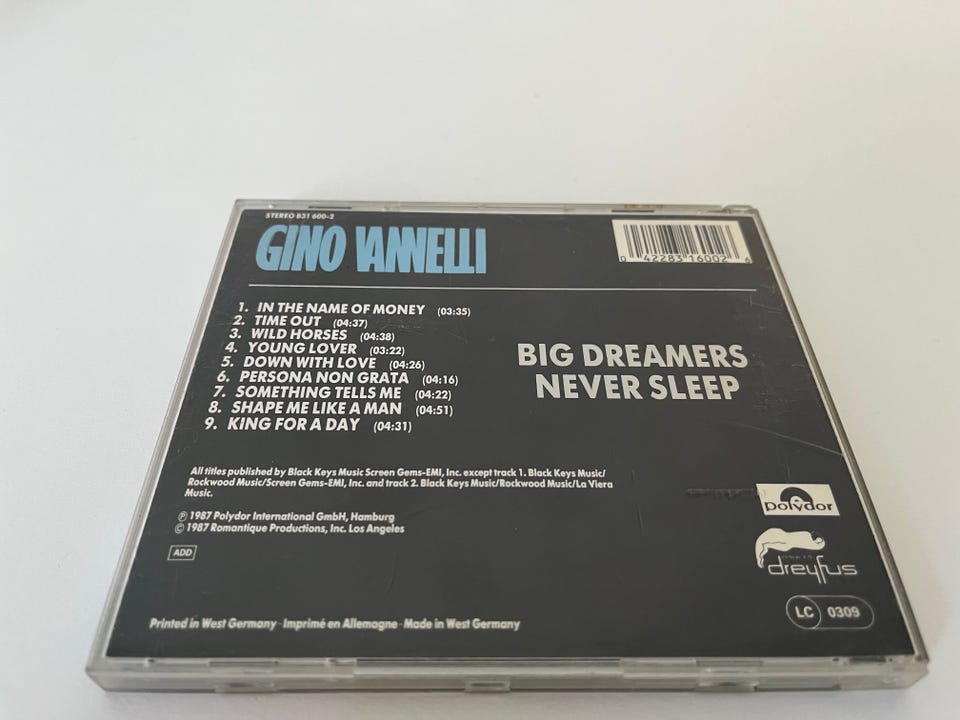 STEREO 831 600-2
GINO VANNELLI
0 42283 16002 6
1. IN THE NAME OF MONEY (03:35)
2. TIME OUT (04:37)
3. WILD HORSES (04:38)
4. YOUNG LOVER (03:22)
5. DOWN WITH LOVE (04:26)
6. PERSONA NON GRATA (04:16)
7. SOMETHING TELLS ME (04:22)
8. SHAPE ME LIKE A MAN (04:51)
9. KING FOR A DAY (04:31)
BIG DREAMERS
NEVER SLEEP
All titles published by Black Keys Music Screen Gems-EMI, Inc. except track 1. Black Keys Music/
Rockwood Music/Screen Gems-EMI, Inc. and track 2. Black Keys Music/Rockwood Music/La Viera
Music.
℗ 1987 Polydor International GmbH, Hamburg
© 1987 Romantique Productions, Inc. Los Angeles
ADD
polydor
dreyfus
LC 0309
Printed in West Germany · Imprimé en Allemagne · Made in West Germany